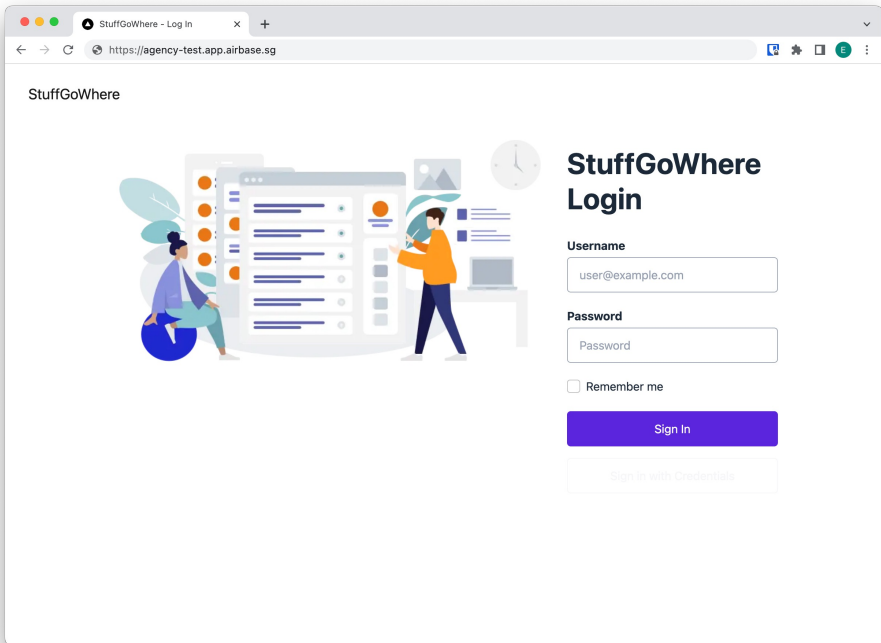 StuffGoWhere - Log In
https://agency-test.app.airbase.sg
E
StuffGoWhere
StuffGoWhere
Login
Username
user@example.com
Password
Password
Remember me
Sign In
Sign in with Credentials